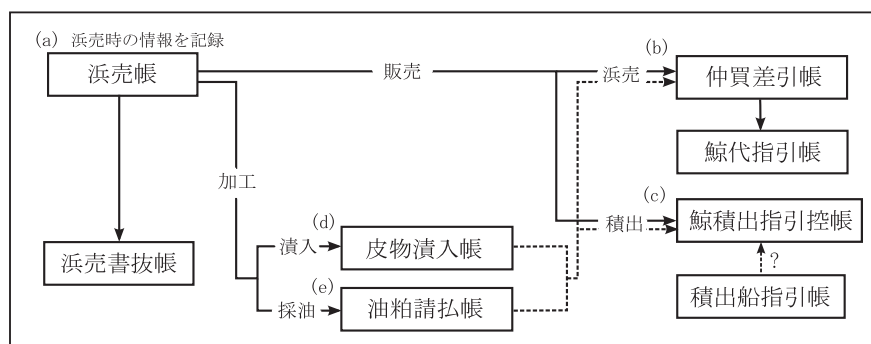 (a) 浜売時の情報を記録
浜売帳
販売
浜売
(b)
仲買差引帳
鯨代指引帳
加工
(c)
積出
鯨積出指引控帳
(d)
漬入
皮物漬入帳
浜売書抜帳
(e)
採油
油粕請払帳
?
積出船指引帳